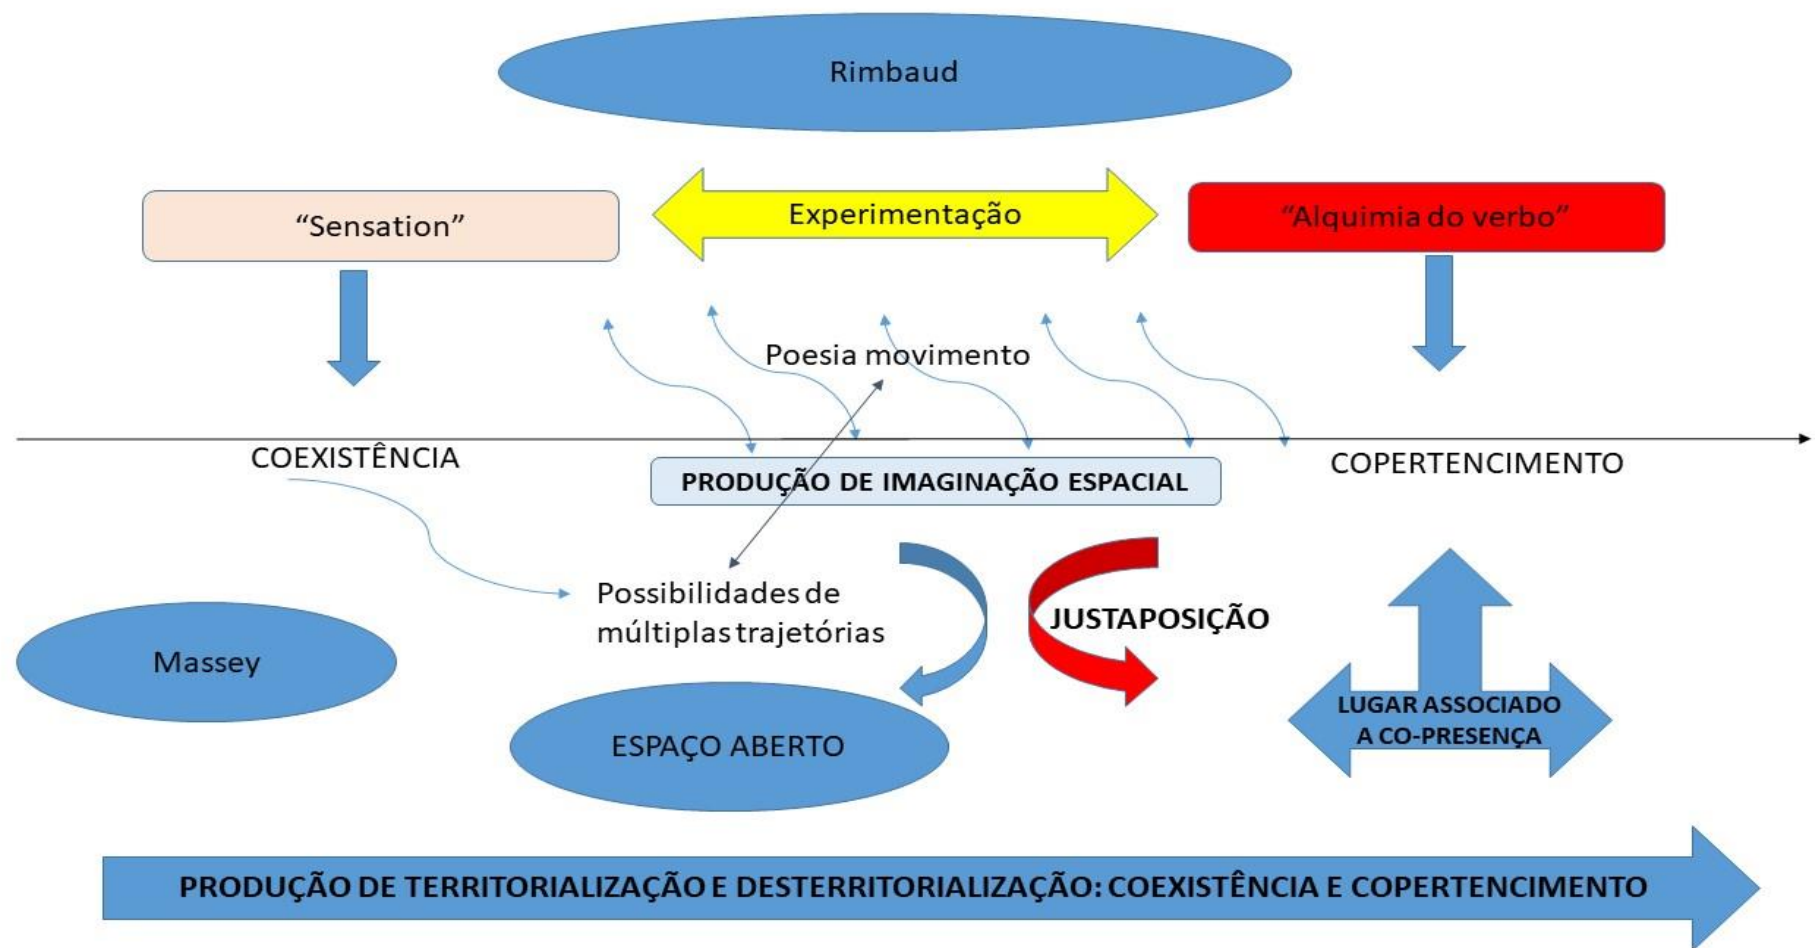 Rimbaud
“Sensation”
Experimentação
“Alquimia do verbo”
Poesia movimento
COEXISTÊNCIA
COPERTENCIMENTO
PRODUÇÃO DE IMAGINAÇÃO ESPACIAL
Possibilidades de
múltiplas trajetórias
JUSTAPOSIÇÃO
Massey
LUGAR ASSOCIADO
A CO-PRESENÇA
ESPAÇO ABERTO
PRODUÇÃO DE TERRITORIALIZAÇÃO E DESTERRITORIALIZAÇÃO: COEXISTÊNCIA E COPERTENCIMENTO